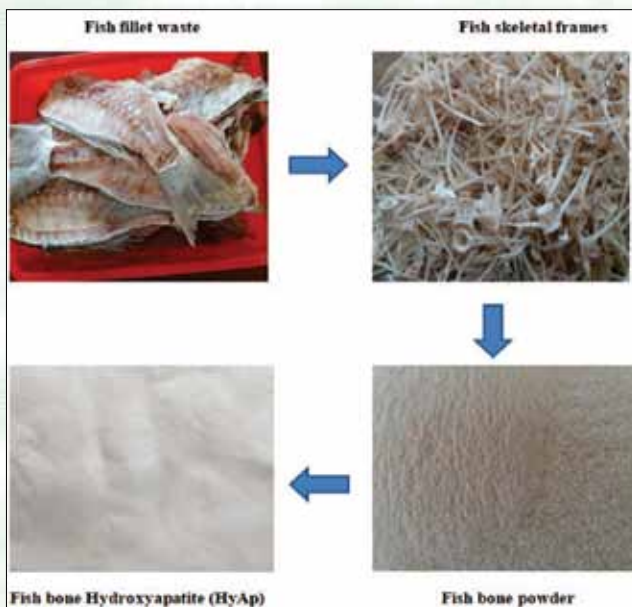 Fish fillet waste
Fish skeletal frames
Fish bone Hydroxyapatite (HyAp)
Fish bone powder